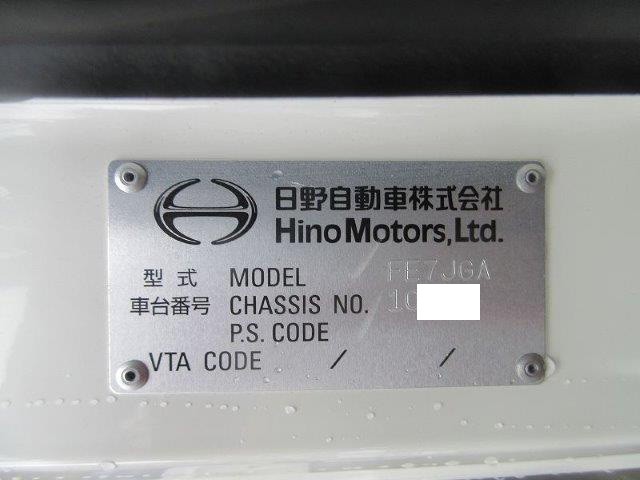 日野自動車株式会社
Hino Motors, Ltd.
型式 MODEL FE7JGA
車台番号 CHASSIS NO. 10
P.S. CODE
VTA CODE / /